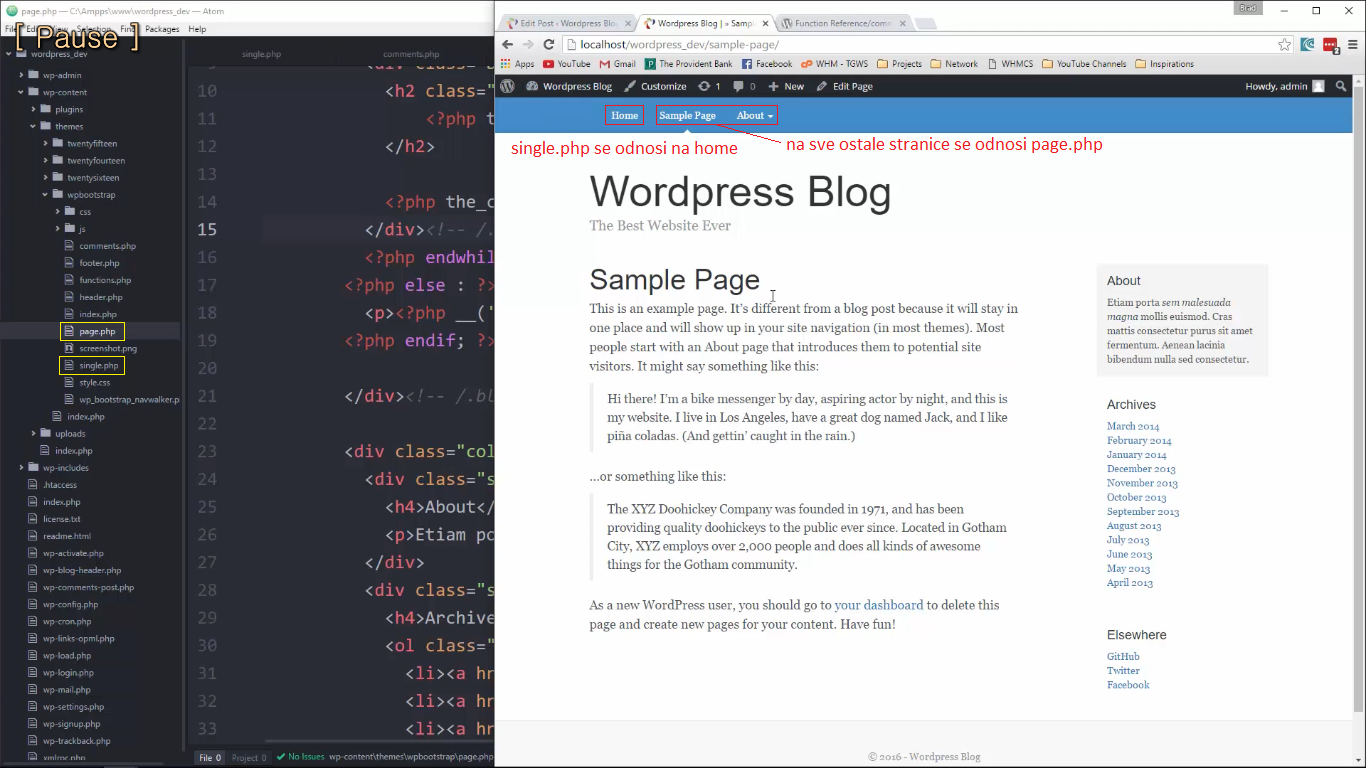 page.php — C:\Ampps\www\wordpress_dev — Atom
[ Pause ]
Selection Find Packages Help
wordpress_dev
wp-admin
wp-content
plugins
themes
twentyfifteen
twentyfourteen
twentysixteen
wpbootstrap
css
js
comments.php
footer.php
functions.php
header.php
index.php
page.php
screenshot.png
single.php
style.css
wp_bootstrap_navwalker.p
index.php
uploads
index.php
wp-includes
.htaccess
index.php
license.txt
readme.html
wp-activate.php
wp-blog-header.php
wp-comments-post.php
wp-config.php
wp-cron.php
wp-links-opml.php
wp-load.php
wp-login.php
wp-mail.php
wp-settings.php
wp-signup.php
wp-trackback.php
xmlrpc.php
single.php comments.php
10 <h2 class="
11 <?php t
12 </h2>
13
14 <?php the_c
15 </div><!-- /.
16 <?php endwhil
17 <?php else : ?>
18 <p><?php __('
19 <?php endif; ?>
20
21 </div><!-- /.bl
22
23 <div class="col
24 <div class="s
25 <h4>About</
26 <p>Etiam po
27 </div>
28 <div class="s
29 <h4>Archive
30 <ol class="
31 <li><a hr
32 <li><a hr
33 <li><a hr
File 0 Project 0 No Issues wp-content\themes\wpbootstrap\page.php
Edit Post ‹ Wordpress Blo Wordpress Blog | » Sampl Function Reference/comm
Brad
localhost/wordpress_dev/sample-page/
2
Apps YouTube Gmail The Provident Bank Facebook WHM - TGWS Projects Network WHMCS YouTube Channels Inspirations
Wordpress Blog Customize 1 0 New Edit Page Howdy, admin
Home Sample Page About
single.php se odnosi na home
na sve ostale stranice se odnosi page.php
Wordpress Blog
The Best Website Ever
Sample Page
This is an example page. It's different from a blog post because it will stay in
one place and will show up in your site navigation (in most themes). Most
people start with an About page that introduces them to potential site
visitors. It might say something like this:
Hi there! I'm a bike messenger by day, aspiring actor by night, and this is
my website. I live in Los Angeles, have a great dog named Jack, and I like
piña coladas. (And gettin' caught in the rain.)
...or something like this:
The XYZ Doohickey Company was founded in 1971, and has been
providing quality doohickeys to the public ever since. Located in Gotham
City, XYZ employs over 2,000 people and does all kinds of awesome
things for the Gotham community.
As a new WordPress user, you should go to your dashboard to delete this
page and create new pages for your content. Have fun!
About
Etiam porta sem malesuada
magna mollis euismod. Cras
mattis consectetur purus sit amet
fermentum. Aenean lacinia
bibendum nulla sed consectetur.
Archives
March 2014
February 2014
January 2014
December 2013
November 2013
October 2013
September 2013
August 2013
July 2013
June 2013
May 2013
April 2013
Elsewhere
GitHub
Twitter
Facebook
© 2016 - Wordpress Blog